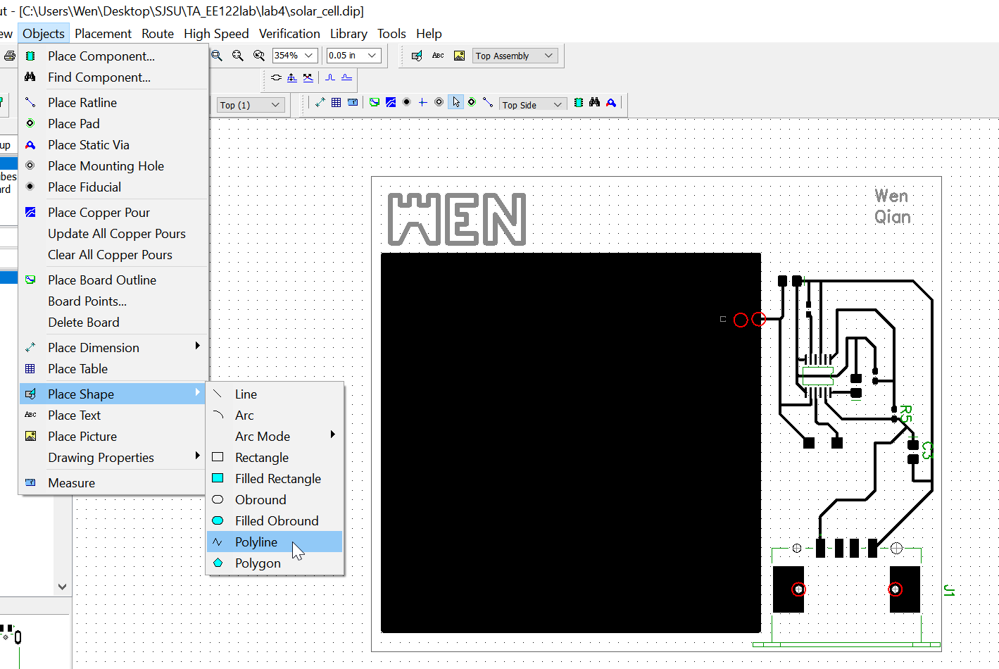 ut - [C:\Users\Wen\Desktop\SJSU\TA_EE122lab\lab4\solar_cell.dip]
ew Objects Placement Route High Speed Verification Library Tools Help
354% 0.05 in ABC Top Assembly
Top (1) Top Side
Place Component...
Find Component...
Place Ratline
Place Pad
Place Static Via
Place Mounting Hole
Place Fiducial
Place Copper Pour
Update All Copper Pours
Clear All Copper Pours
Place Board Outline
Board Points...
Delete Board
Place Dimension
Place Table
Place Shape
ABC Place Text
Place Picture
Drawing Properties
Measure
Line
Arc
Arc Mode
Rectangle
Filled Rectangle
Obround
Filled Obround
Polyline
Polygon
up
bes
ard
WEN
Wen
Qian
R5
C3
J1